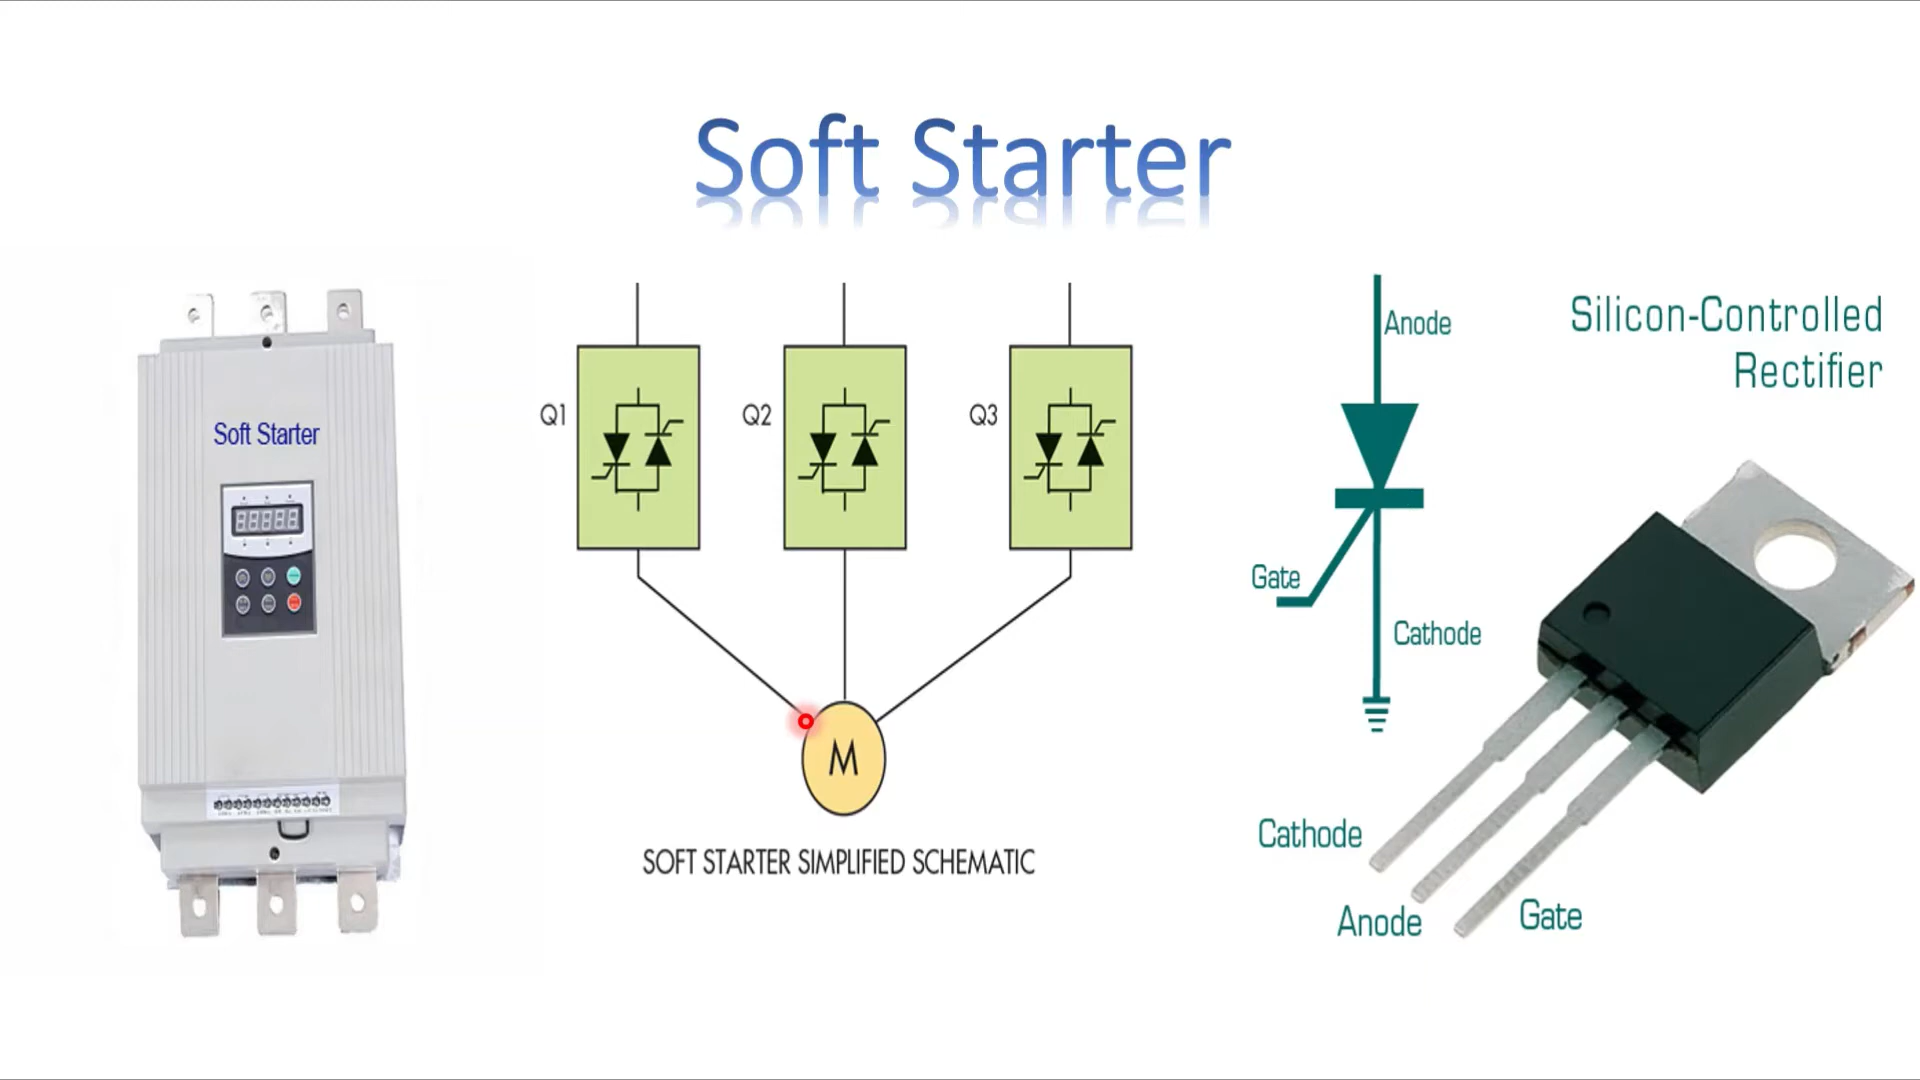 Soft Starter
Soft Starter
88888
Q1
Q2
Q3
M
SOFT STARTER SIMPLIFIED SCHEMATIC
Anode
Gate
Cathode
Silicon-Controlled
Rectifier
Cathode
Anode
Gate